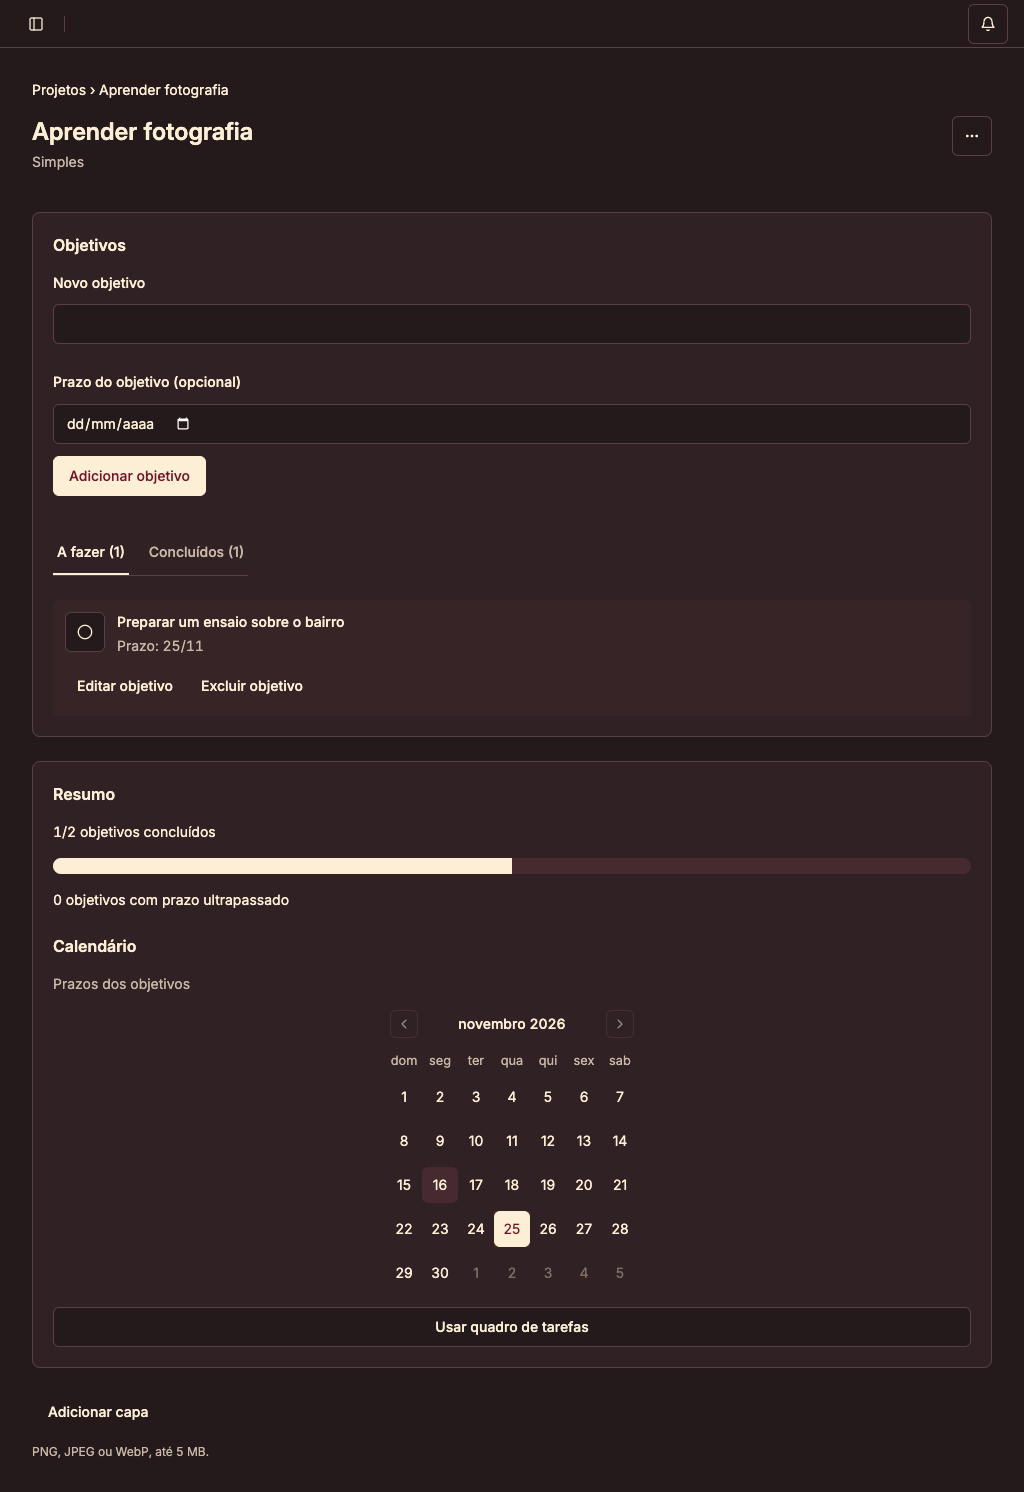 Projetos › Aprender fotografia
Aprender fotografia
Simples
Objetivos
Novo objetivo
Prazo do objetivo (opcional)
dd/mm/aaaa
Adicionar objetivo
A fazer (1) Concluídos (1)
Preparar um ensaio sobre o bairro
Prazo: 25/11
Editar objetivo Excluir objetivo
Resumo
1/2 objetivos concluídos
0 objetivos com prazo ultrapassado
Calendário
Prazos dos objetivos
novembro 2026
dom seg ter qua qui sex sab
1 2 3 4 5 6 7
8 9 10 11 12 13 14
15 16 17 18 19 20 21
22 23 24 25 26 27 28
29 30 1 2 3 4 5
Usar quadro de tarefas
Adicionar capa
PNG, JPEG ou WebP, até 5 MB.